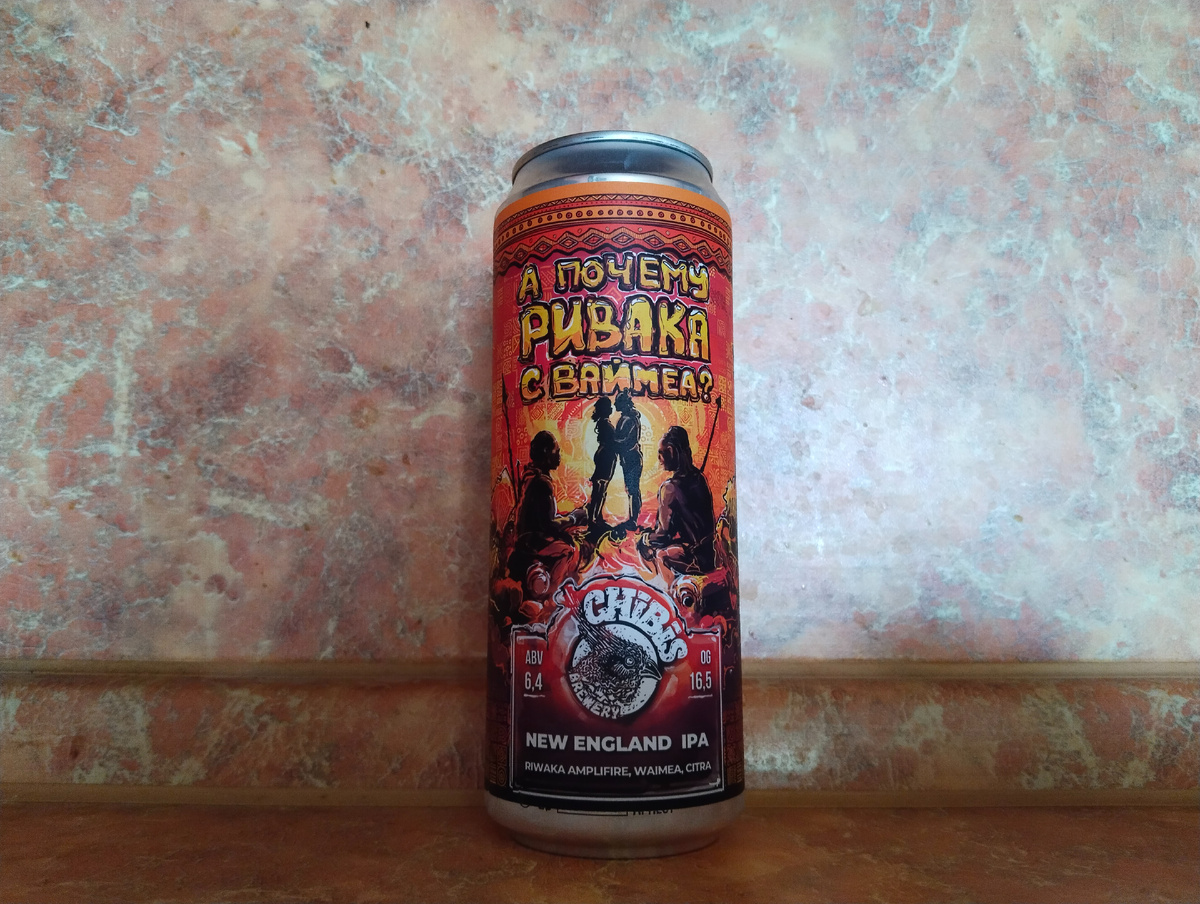 А ПОЧЕМУ
РИВАКА
С ВАЙМЕА?
CHIBIS
BREWERY
ABV
6,4
OG
16,5
NEW ENGLAND IPA
RIWAKA AMPLIFIRE, WAIMEA, CITRA